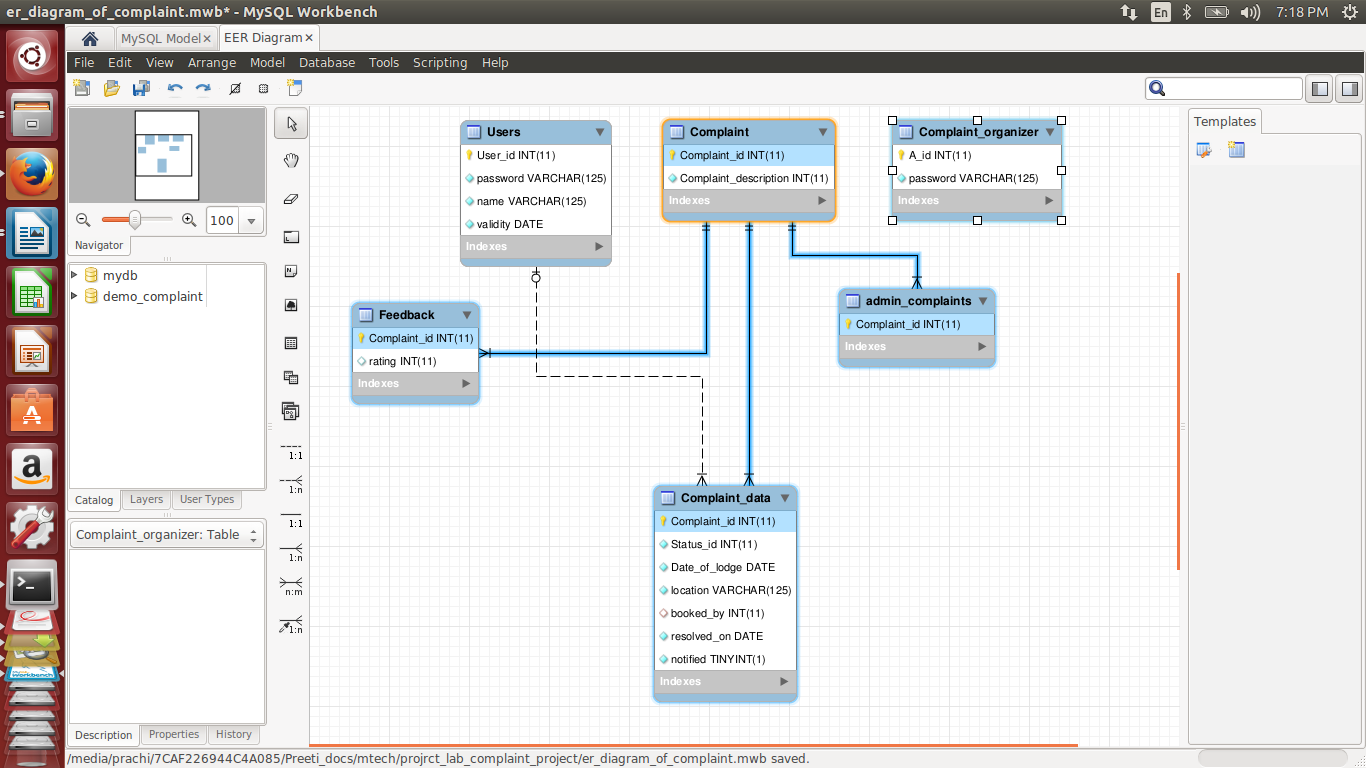 er_diagram_of_complaint.mwb* - MySQL Workbench
En
7:18 PM
MySQL Model×
EER Diagram×
File Edit View Arrange Model Database Tools Scripting Help
100
Navigator
mydb
demo_complaint
Catalog Layers User Types
Complaint_organizer: Table
Description Properties History
1:1
1:n
1:1
1:n
n:m
1:n
Users
User_id INT(11)
password VARCHAR(125)
name VARCHAR(125)
validity DATE
Indexes
Complaint
Complaint_id INT(11)
Complaint_description INT(11)
Indexes
Complaint_organizer
A_id INT(11)
password VARCHAR(125)
Indexes
Feedback
Complaint_id INT(11)
rating INT(11)
Indexes
admin_complaints
Complaint_id INT(11)
Indexes
Complaint_data
Complaint_id INT(11)
Status_id INT(11)
Date_of_lodge DATE
location VARCHAR(125)
booked_by INT(11)
resolved_on DATE
notified TINYINT(1)
Indexes
Templates
/media/prachi/7CAF226944C4A085/Preeti_docs/mtech/projrct_lab_complaint_project/er_diagram_of_complaint.mwb saved.